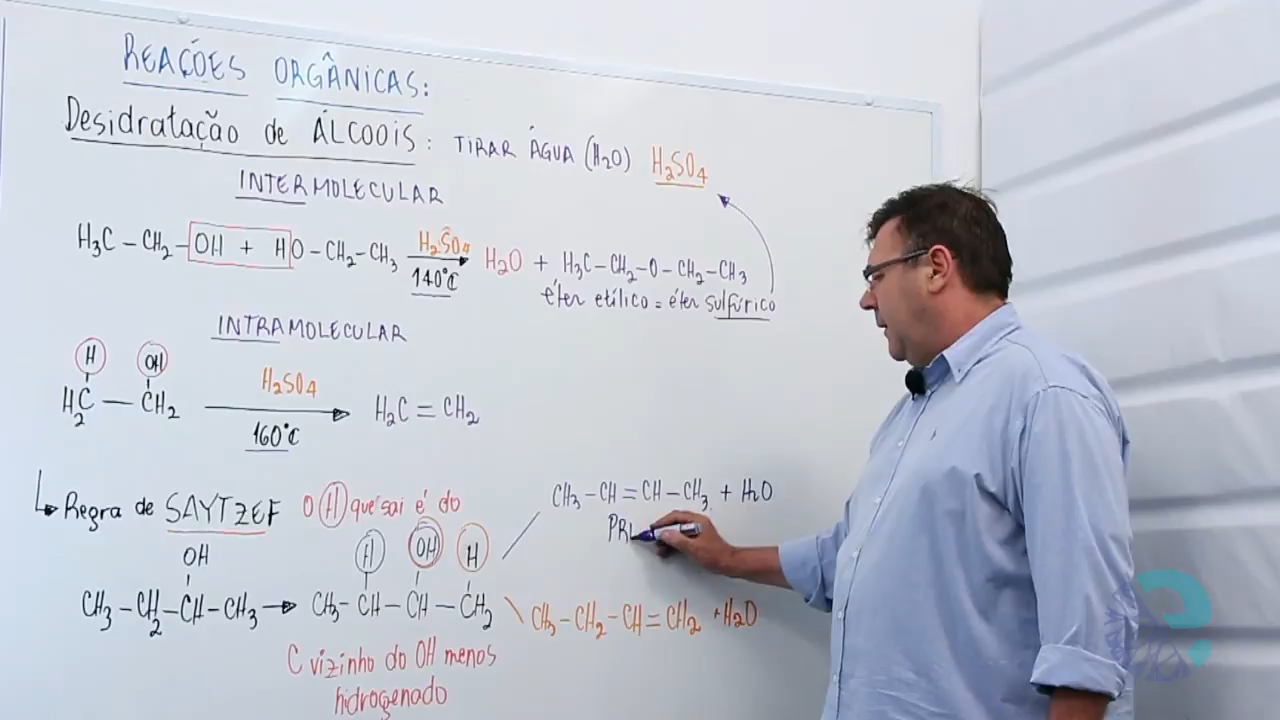 REAÇÕES ORGÂNICAS:
Desidratação de ÁLCOOIS: TIRAR ÁGUA (H2O) H2SO4
INTERMOLECULAR
H3C – CH2 – OH + HO – CH2 – CH3 H2SO4 140°C H2O + H3C – CH2 – O – CH2 – CH3
éter etílico = éter sulfúrico
INTRAMOLECULAR
H OH
H2C — CH2 H2SO4 160°C H2C = CH2
Regra de SAYTZEF O H que sai é do
CH3 – CH = CH – CH3 + H2O
PRI
OH H OH H
CH3 – CH2 – CH – CH3 → CH3 – CH – CH – CH2 CH3 – CH2 – CH = CH2 + H2O
C vizinho do OH menos
hidrogenado